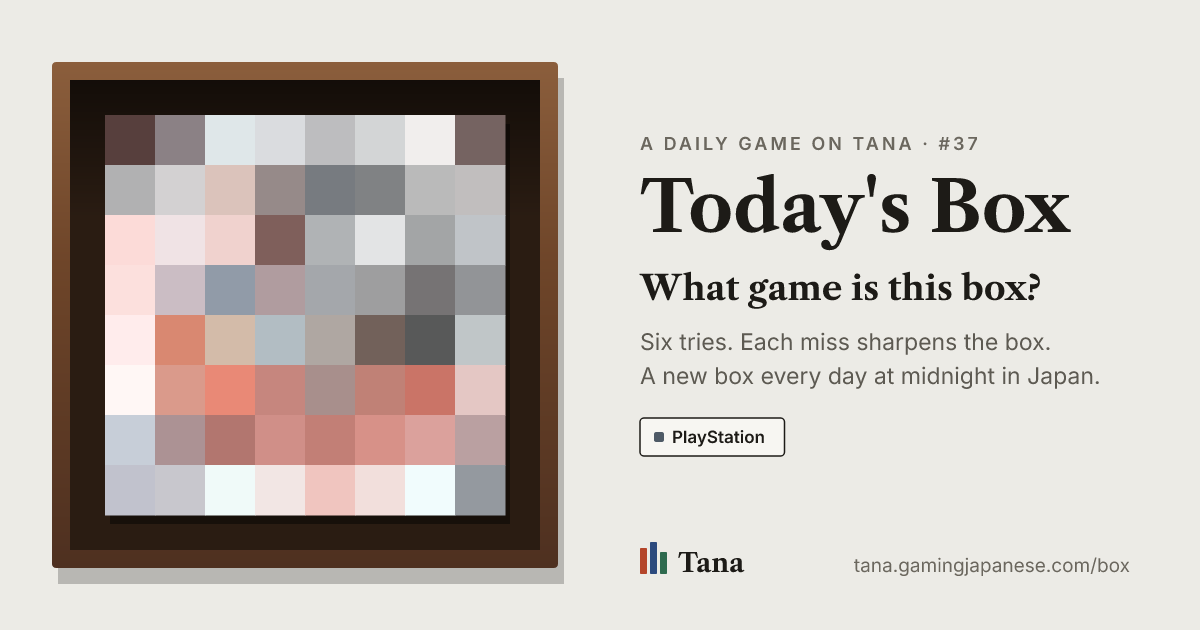 A DAILY GAME ON TANA · #37
Today's Box
What game is this box?
Six tries. Each miss sharpens the box.
A new box every day at midnight in Japan.
PlayStation
Tana
tana.gamingjapanese.com/box